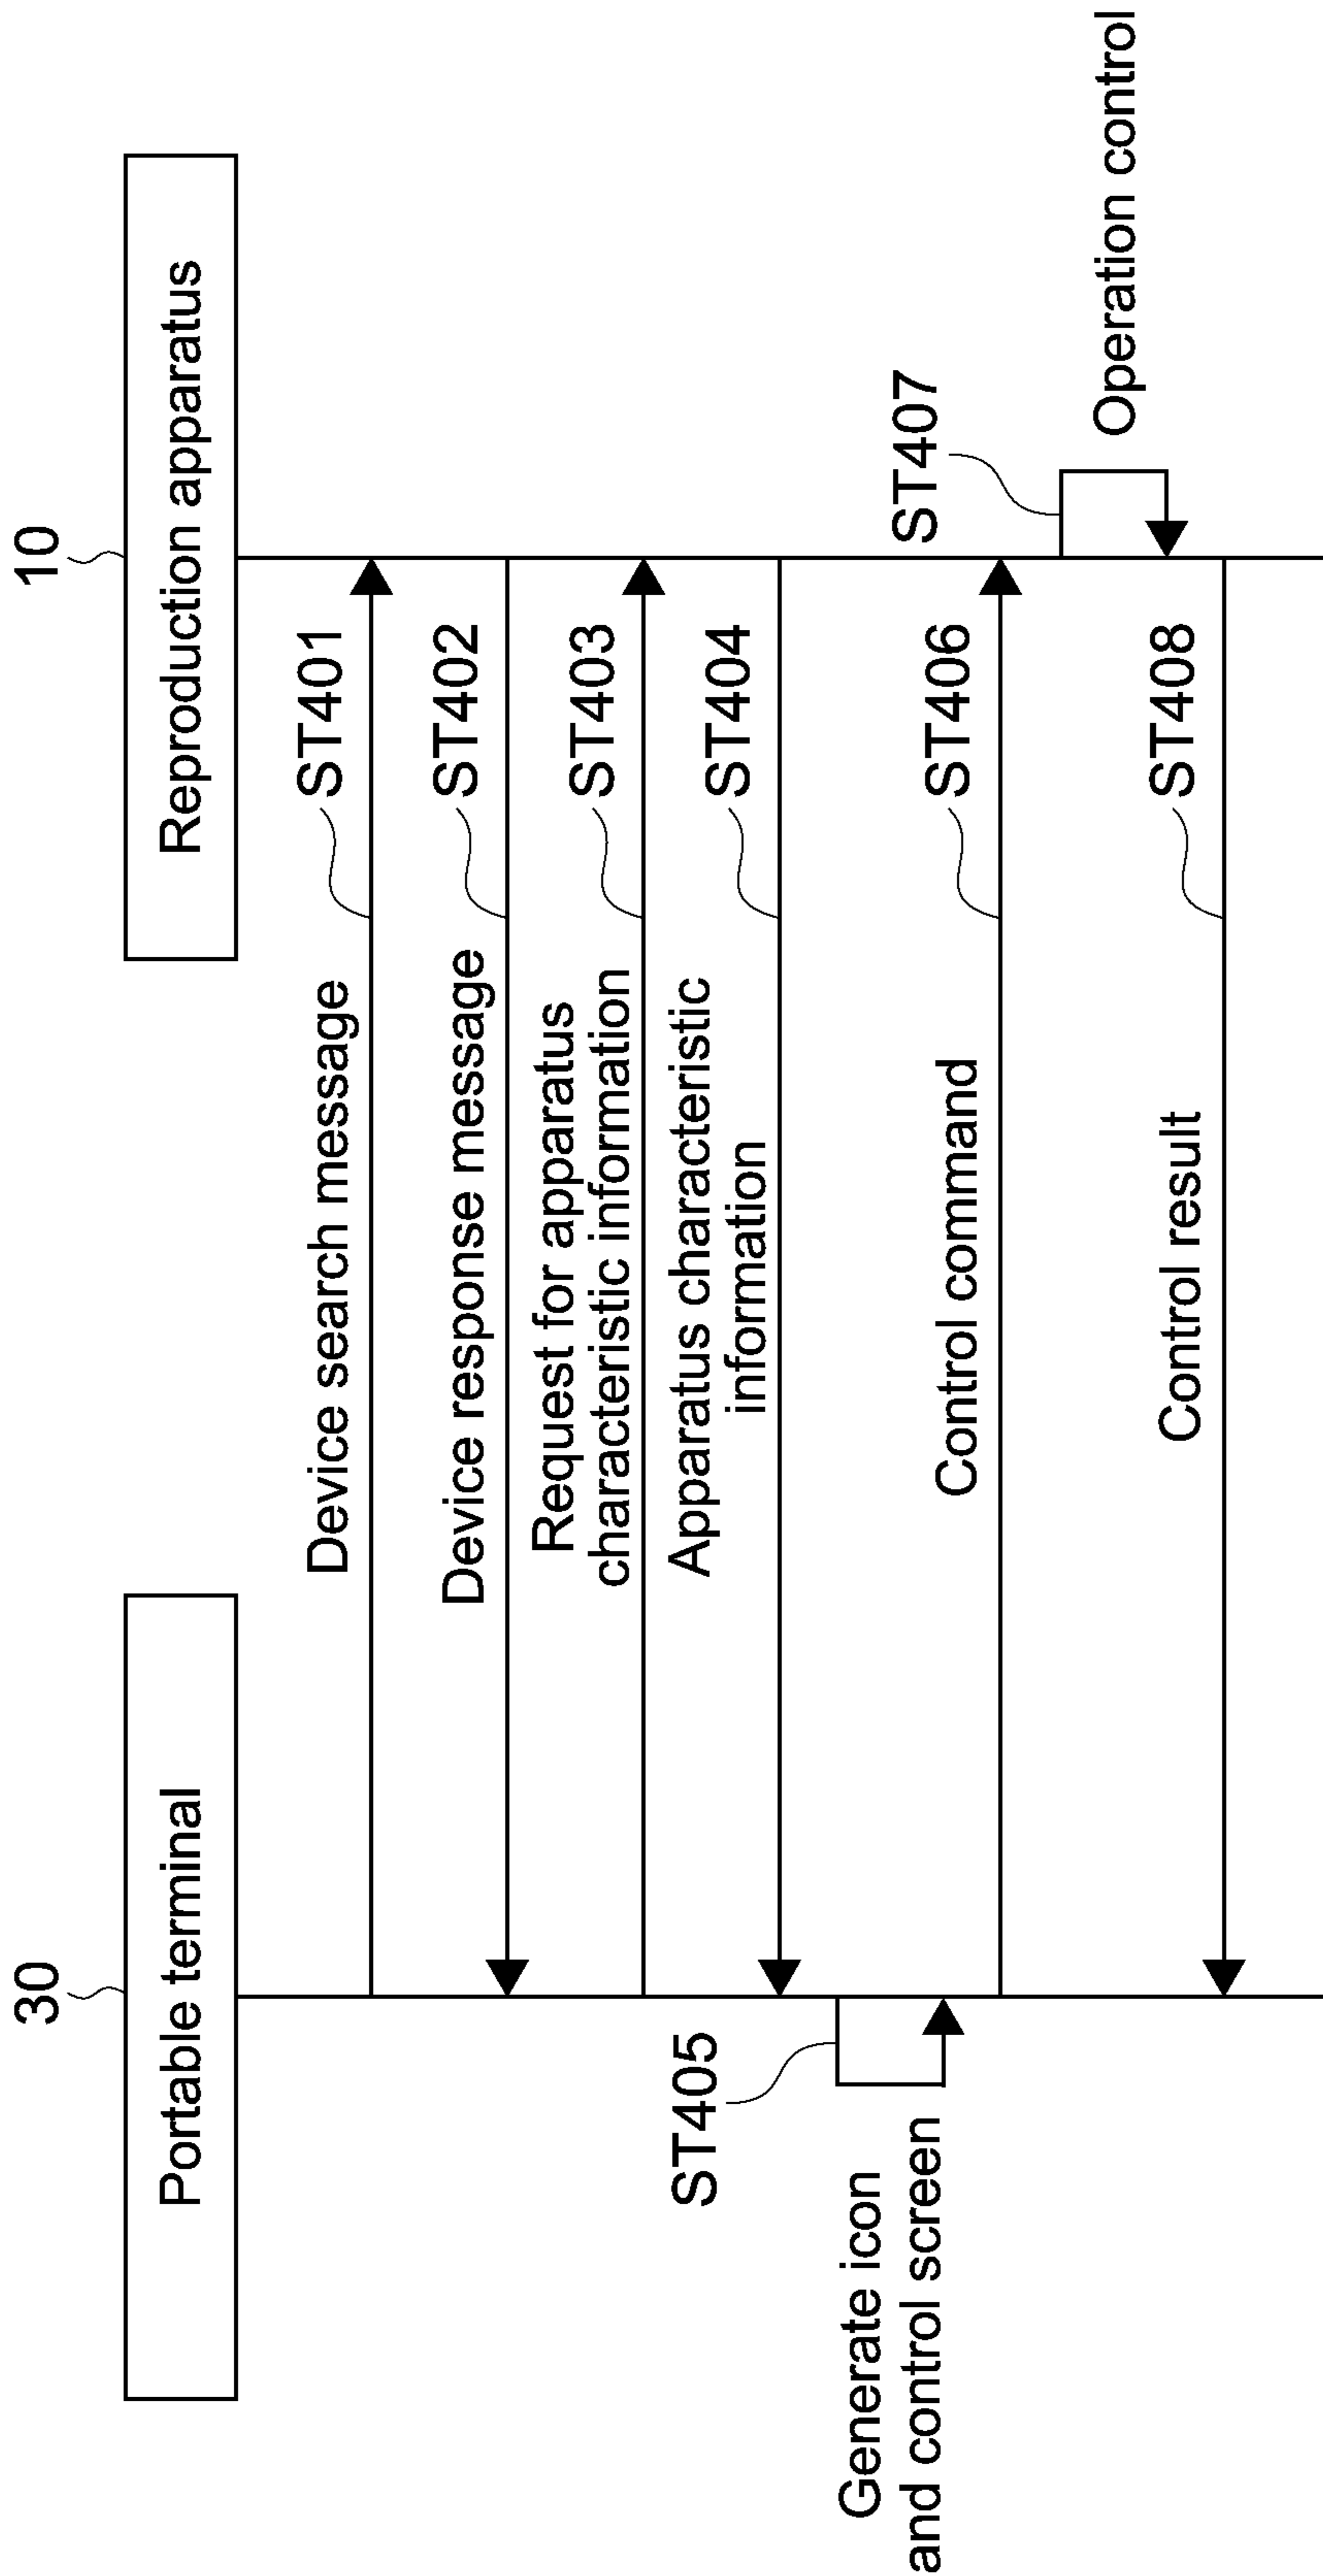 30
10
Portable terminal
Reproduction apparatus
Device search message
ST401
Device response message
ST402
Request for apparatus
characteristic information
ST403
Apparatus characteristic
information
ST404
ST405
Generate icon
and control screen
Control command
ST406
ST407
Operation control
Control result
ST408